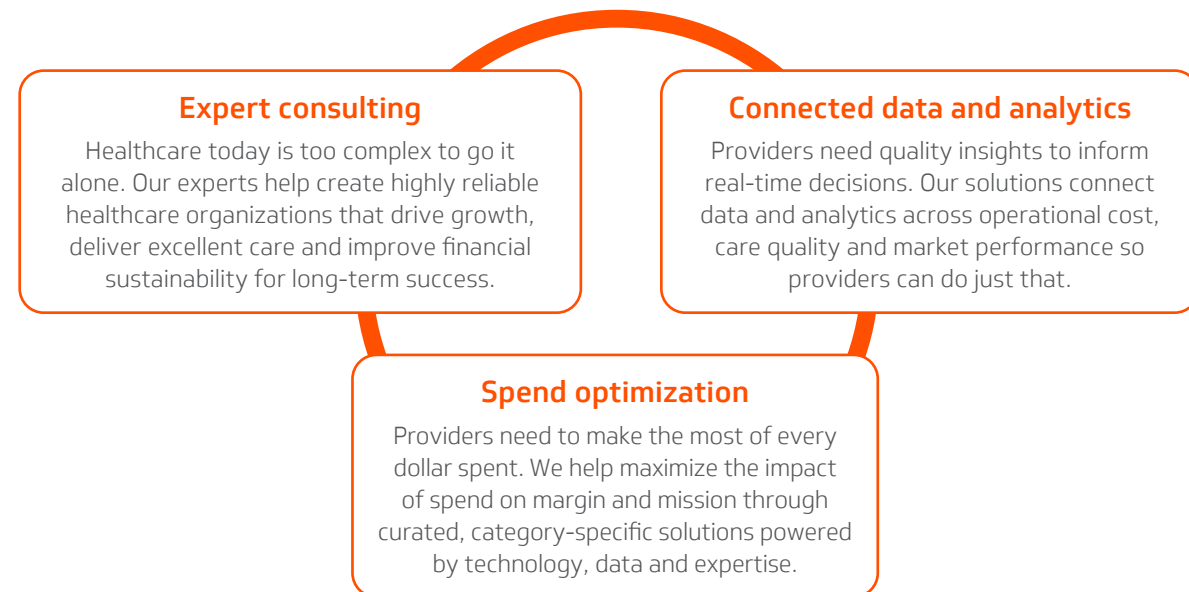 Expert consulting
Healthcare today is too complex to go it
alone. Our experts help create highly reliable
healthcare organizations that drive growth,
deliver excellent care and improve financial
sustainability for long-term success.
Connected data and analytics
Providers need quality insights to inform
real-time decisions. Our solutions connect
data and analytics across operational cost,
care quality and market performance so
providers can do just that.
Spend optimization
Providers need to make the most of every
dollar spent. We help maximize the impact
of spend on margin and mission through
curated, category-specific solutions powered
by technology, data and expertise.